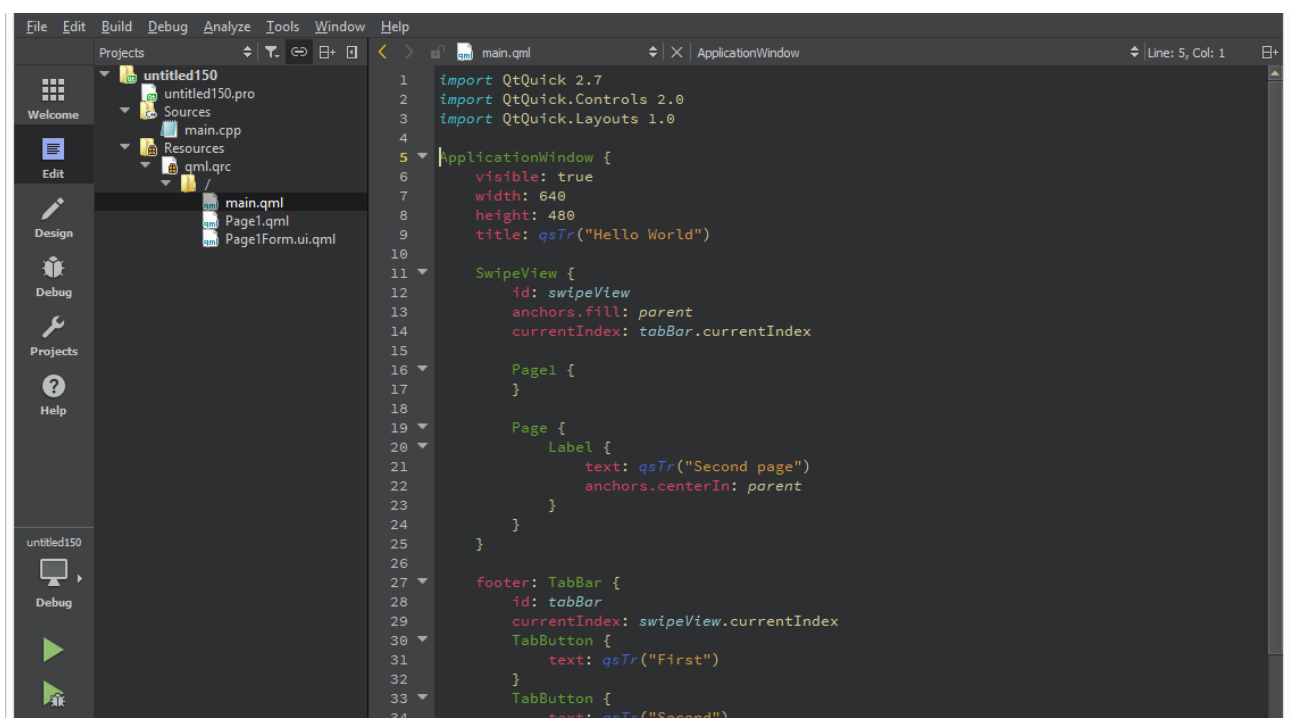 File Edit Build Debug Analyze Tools Window Help
Projects
main.qml
ApplicationWindow
Line: 5, Col: 1
Welcome
Edit
Design
Debug
Projects
Help
untitled150
Debug
untitled150
untitled150.pro
Sources
main.cpp
Resources
qml.qrc
/
main.qml
Page1.qml
Page1Form.ui.qml
1 import QtQuick 2.7
2 import QtQuick.Controls 2.0
3 import QtQuick.Layouts 1.0
4
5 ApplicationWindow {
6 visible: true
7 width: 640
8 height: 480
9 title: qsTr("Hello World")
10
11 SwipeView {
12 id: swipeView
13 anchors.fill: parent
14 currentIndex: tabBar.currentIndex
15
16 Page1 {
17 }
18
19 Page {
20 Label {
21 text: qsTr("Second page")
22 anchors.centerIn: parent
23 }
24 }
25 }
26
27 footer: TabBar {
28 id: tabBar
29 currentIndex: swipeView.currentIndex
30 TabButton {
31 text: qsTr("First")
32 }
33 TabButton {
34 text: qsTr("Second")